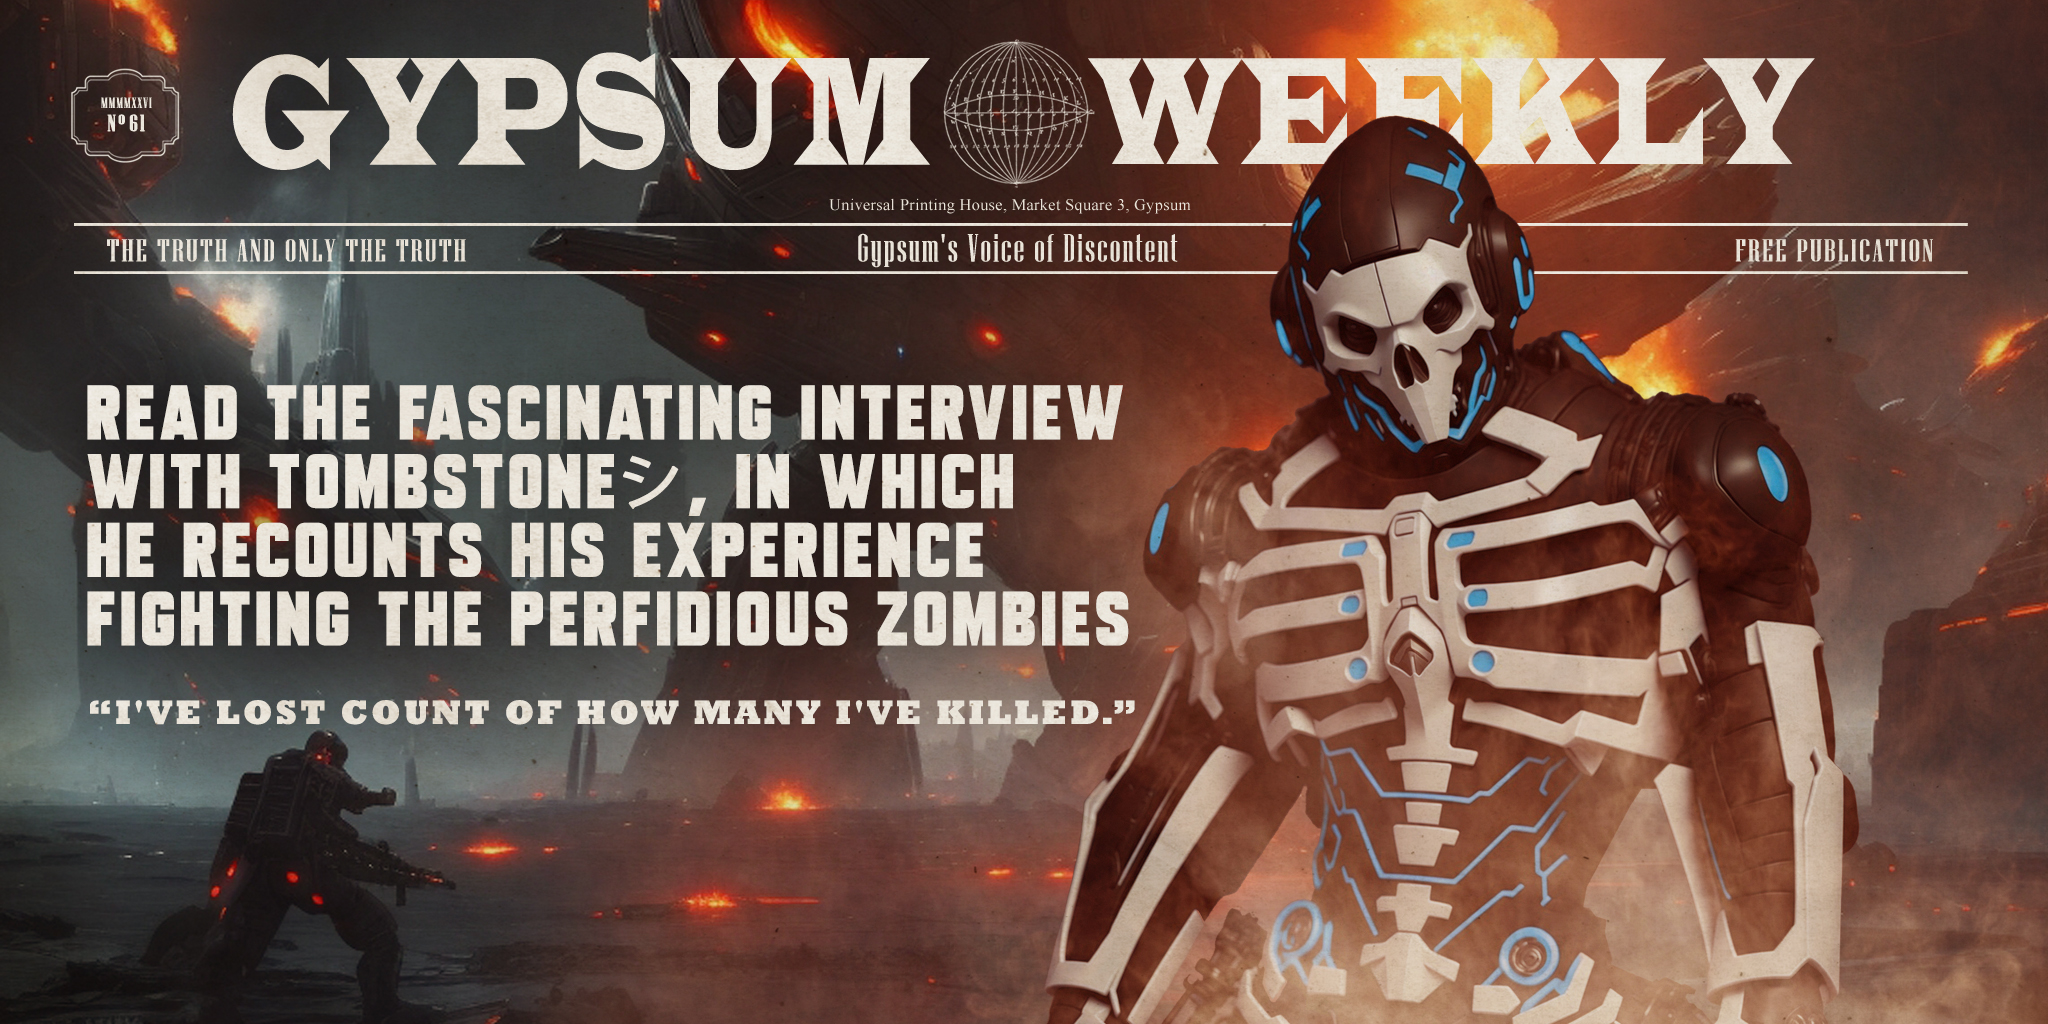 MMMMXXVI
Nº 61
GYPSUM WEEKLY
Universal Printing House, Market Square 3, Gypsum
THE TRUTH AND ONLY THE TRUTH
Gypsum's Voice of Discontent
FREE PUBLICATION
READ THE FASCINATING INTERVIEW
WITH TOMBSTONEシ, IN WHICH
HE RECOUNTS HIS EXPERIENCE
FIGHTING THE PERFIDIOUS ZOMBIES
“I'VE LOST COUNT OF HOW MANY I'VE KILLED.”